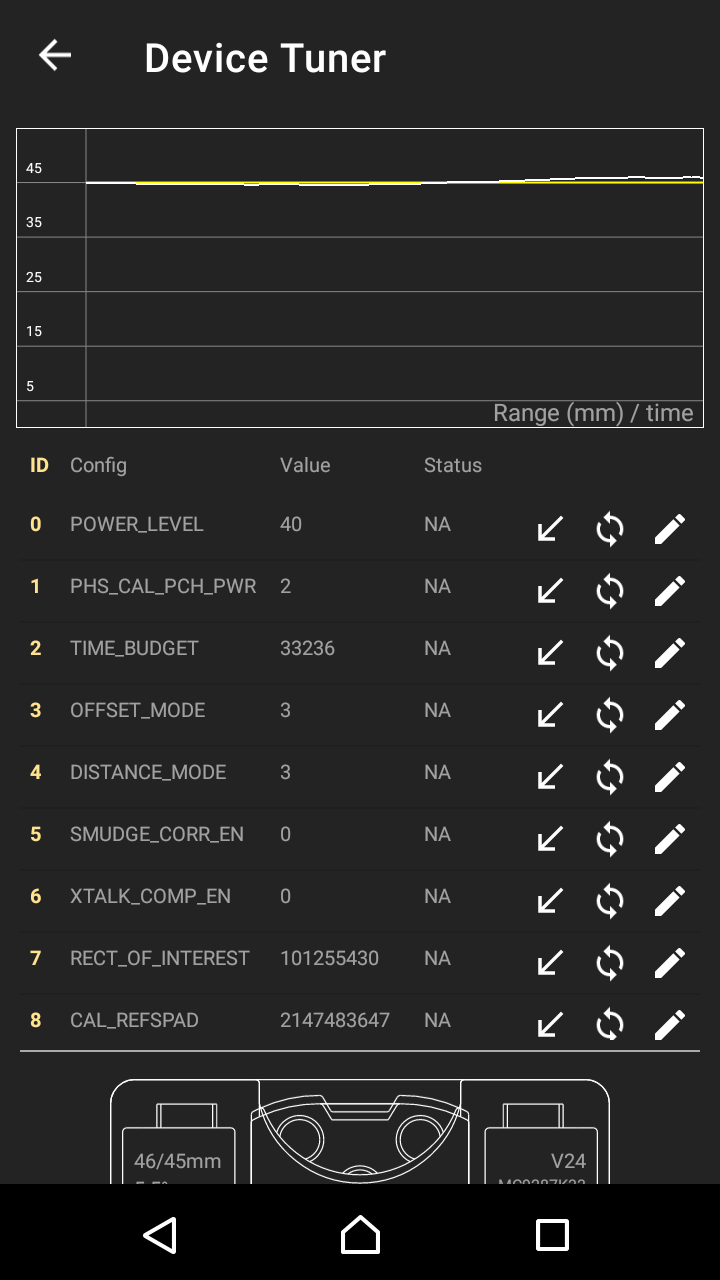 Device Tuner
45
35
25
15
5
Range (mm) / time
ID Config Value Status
0 POWER_LEVEL 40 NA
1 PHS_CAL_PCH_PWR 2 NA
2 TIME_BUDGET 33236 NA
3 OFFSET_MODE 3 NA
4 DISTANCE_MODE 3 NA
5 SMUDGE_CORR_EN 0 NA
6 XTALK_COMP_EN 0 NA
7 RECT_OF_INTEREST 101255430 NA
8 CAL_REFSPAD 2147483647 NA
46/45mm V24